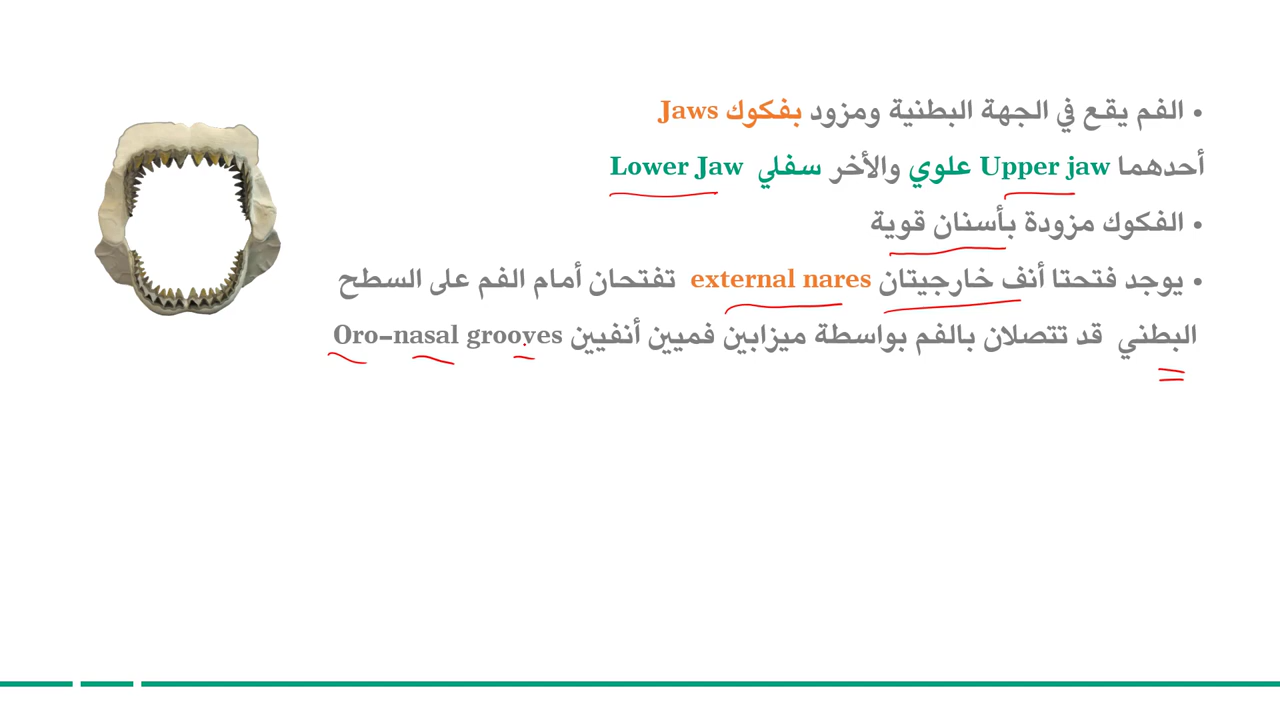 • الفم يقع في الجهة البطنية ومزود بفكوك Jaws
أحدهما Upper jaw علوي والأخر سفلي Lower Jaw
• الفكوك مزودة بأسنان قوية
• يوجد فتحتا أنف خارجيتان external nares تفتحان أمام الفم على السطح
البطني قد تتصلان بالفم بواسطة ميزابين فميين أنفيين Oro-nasal grooves